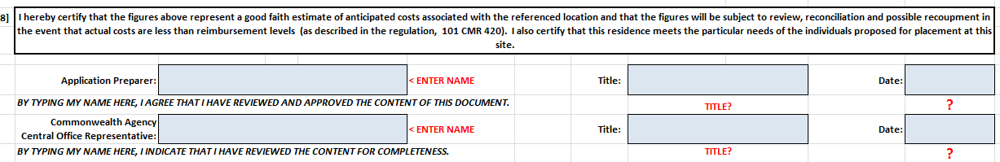 8] I hereby certify that the figures above represent a good faith estimate of anticipated costs associated with the referenced location and that the figures will be subject to review, reconciliation and possible recoupment in
the event that actual costs are less than reimbursement levels (as described in the regulation, 101 CMR 420). I also certify that this residence meets the particular needs of the individuals proposed for placement at this
site.
Application Preparer: < ENTER NAME Title: Date:
BY TYPING MY NAME HERE, I AGREE THAT I HAVE REVIEWED AND APPROVED THE CONTENT OF THIS DOCUMENT. TITLE? ?
Commonwealth Agency
Central Office Representative: < ENTER NAME Title: Date:
BY TYPING MY NAME HERE, I INDICATE THAT I HAVE REVIEWED THE CONTENT FOR COMPLETENESS. TITLE? ?